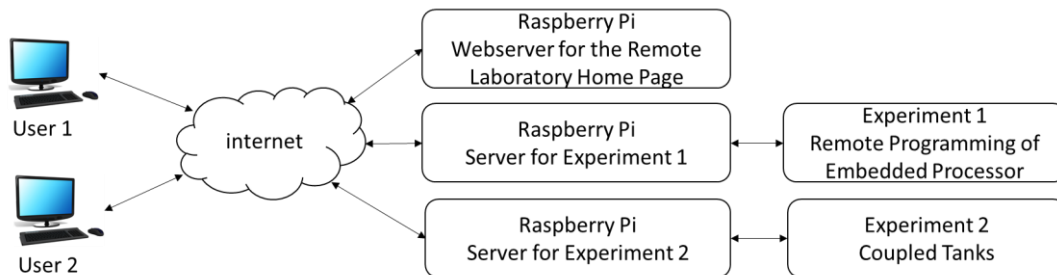 User 1
User 2
internet
Raspberry Pi
Webserver for the Remote
Laboratory Home Page
Raspberry Pi
Server for Experiment 1
Experiment 1
Remote Programming of
Embedded Processor
Raspberry Pi
Server for Experiment 2
Experiment 2
Coupled Tanks